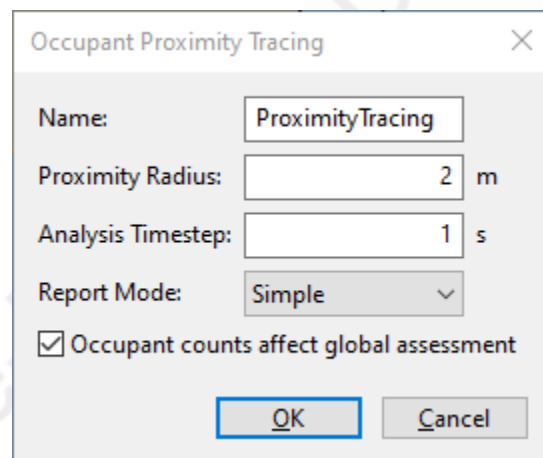 Occupant Proximity Tracing
Name: ProximityTracing
Proximity Radius: 2 m
Analysis Timestep: 1 s
Report Mode: Simple
Occupant counts affect global assessment
OK Cancel